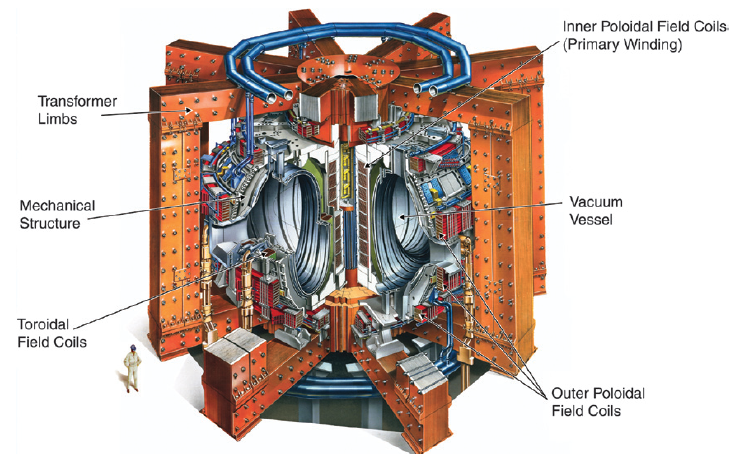 Inner Poloidal Field Coils
(Primary Winding)
Transformer
Limbs
Mechanical
Structure
Vacuum
Vessel
Toroidal
Field Coils
Outer Poloidal
Field Coils